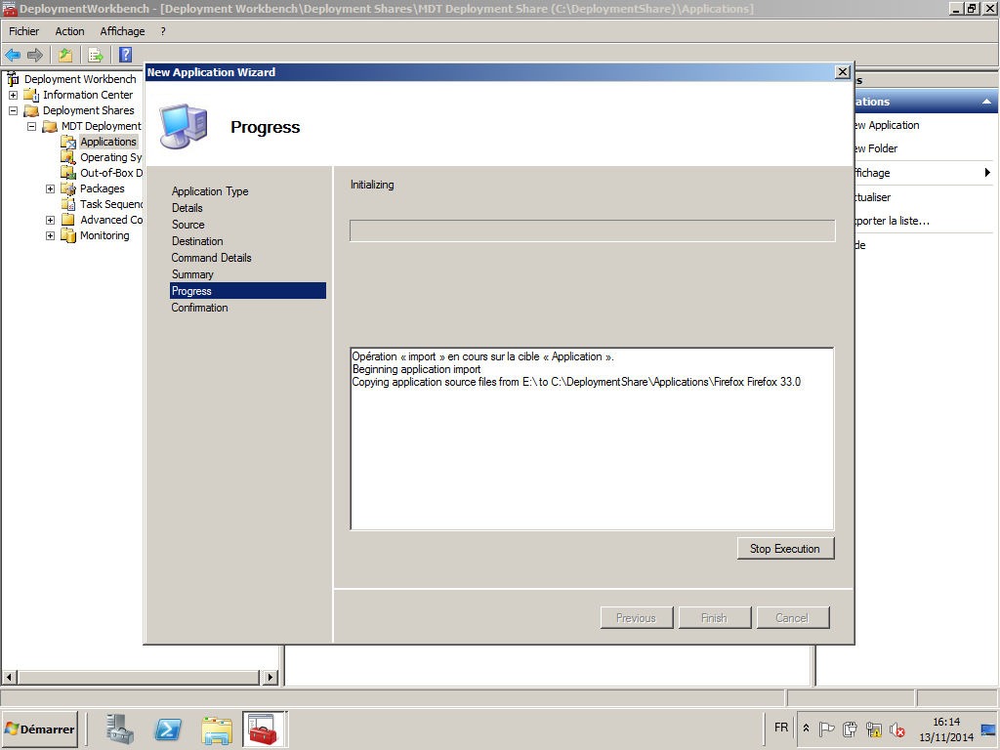 DeploymentWorkbench - [Deployment Workbench\Deployment Shares\MDT Deployment Share (C:\DeploymentShare)\Applications]
Fichier Action Affichage ?
Deployment Workbench
Information Center
Deployment Shares
MDT Deployment
Applications
Operating Sy
Out-of-Box D
Packages
Task Sequenc
Advanced Co
Monitoring
New Application Wizard
Progress
Application Type
Details
Source
Destination
Command Details
Summary
Progress
Confirmation
Initializing
Opération « import » en cours sur la cible « Application ».
Beginning application import
Copying application source files from E:\ to C:\DeploymentShare\Applications\Firefox Firefox 33.0
Stop Execution
Previous Finish Cancel
s
ations
ew Application
ew Folder
ffichage
ctualiser
xporter la liste...
de
Démarrer
FR
16:14
13/11/2014